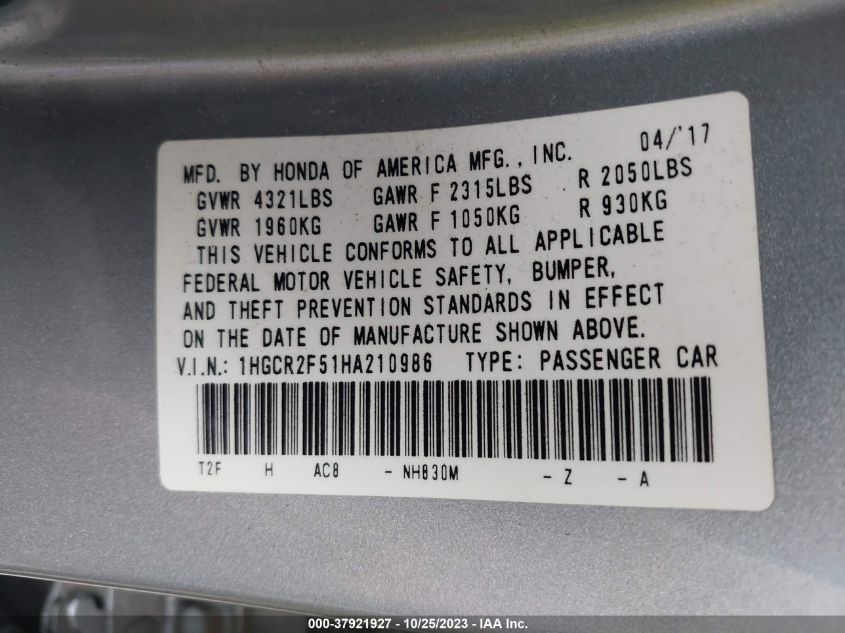 MFD. BY HONDA OF AMERICA MFG., INC. 04/'17
GVWR 4321LBS GAWR F 2315LBS R 2050LBS
GVWR 1960KG GAWR F 1050KG R 930KG
THIS VEHICLE CONFORMS TO ALL APPLICABLE
FEDERAL MOTOR VEHICLE SAFETY, BUMPER,
AND THEFT PREVENTION STANDARDS IN EFFECT
ON THE DATE OF MANUFACTURE SHOWN ABOVE.
V.I.N.: 1HGCR2F51HA210986 TYPE: PASSENGER CAR
T2F H AC8 - NH830M - Z - A
000-37921927 - 10/25/2023 - IAA Inc.